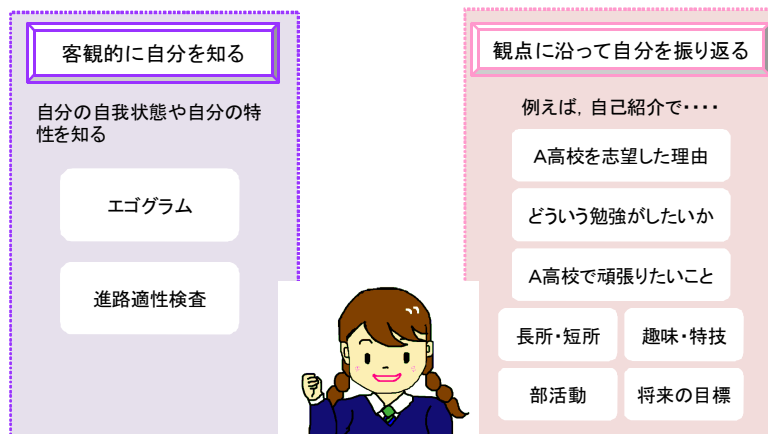 客観的に自分を知る
自分の自我状態や自分の特
性を知る
エゴグラム
進路適性検査
観点に沿って自分を振り返る
例えば，自己紹介で・・・・
A高校を志望した理由
どういう勉強がしたいか
A高校で頑張りたいこと
長所・短所
趣味・特技
部活動
将来の目標